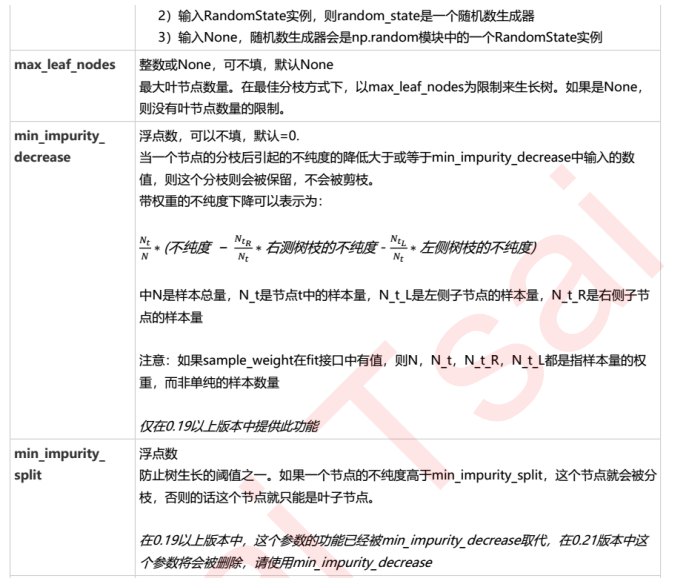 2）输入RandomState实例，则random_state是一个随机数生成器
3）输入None，随机数生成器会是np.random模块中的一个RandomState实例
max_leaf_nodes
整数或None，可不填，默认None
最大叶节点数量。在最佳分枝方式下，以max_leaf_nodes为限制来生长树。如果是None，
则没有叶节点数量的限制。
min_impurity_
decrease
浮点数，可以不填，默认=0.
当一个节点的分枝后引起的不纯度的降低大于或等于min_impurity_decrease中输入的数
值，则这个分枝则会被保留，不会被剪枝。
带权重的不纯度下降可以表示为：
N_t/N * (不纯度 − N_{t_R}/N_t * 右测树枝的不纯度 - N_{t_L}/N_t * 左侧树枝的不纯度)
中N是样本总量，N_t是节点t中的样本量，N_t_L是左侧子节点的样本量，N_t_R是右侧子节
点的样本量
注意：如果sample_weight在fit接口中有值，则N，N_t，N_t_R，N_t_L都是指样本量的权
重，而非单纯的样本数量
仅在0.19以上版本中提供此功能
min_impurity_
split
浮点数
防止树生长的阈值之一。如果一个节点的不纯度高于min_impurity_split，这个节点就会被分
枝，否则的话这个节点就只能是叶子节点。
在0.19以上版本中，这个参数的功能已经被min_impurity_decrease取代，在0.21版本中这
个参数将会被删除，请使用min_impurity_decrease
ai Tsai